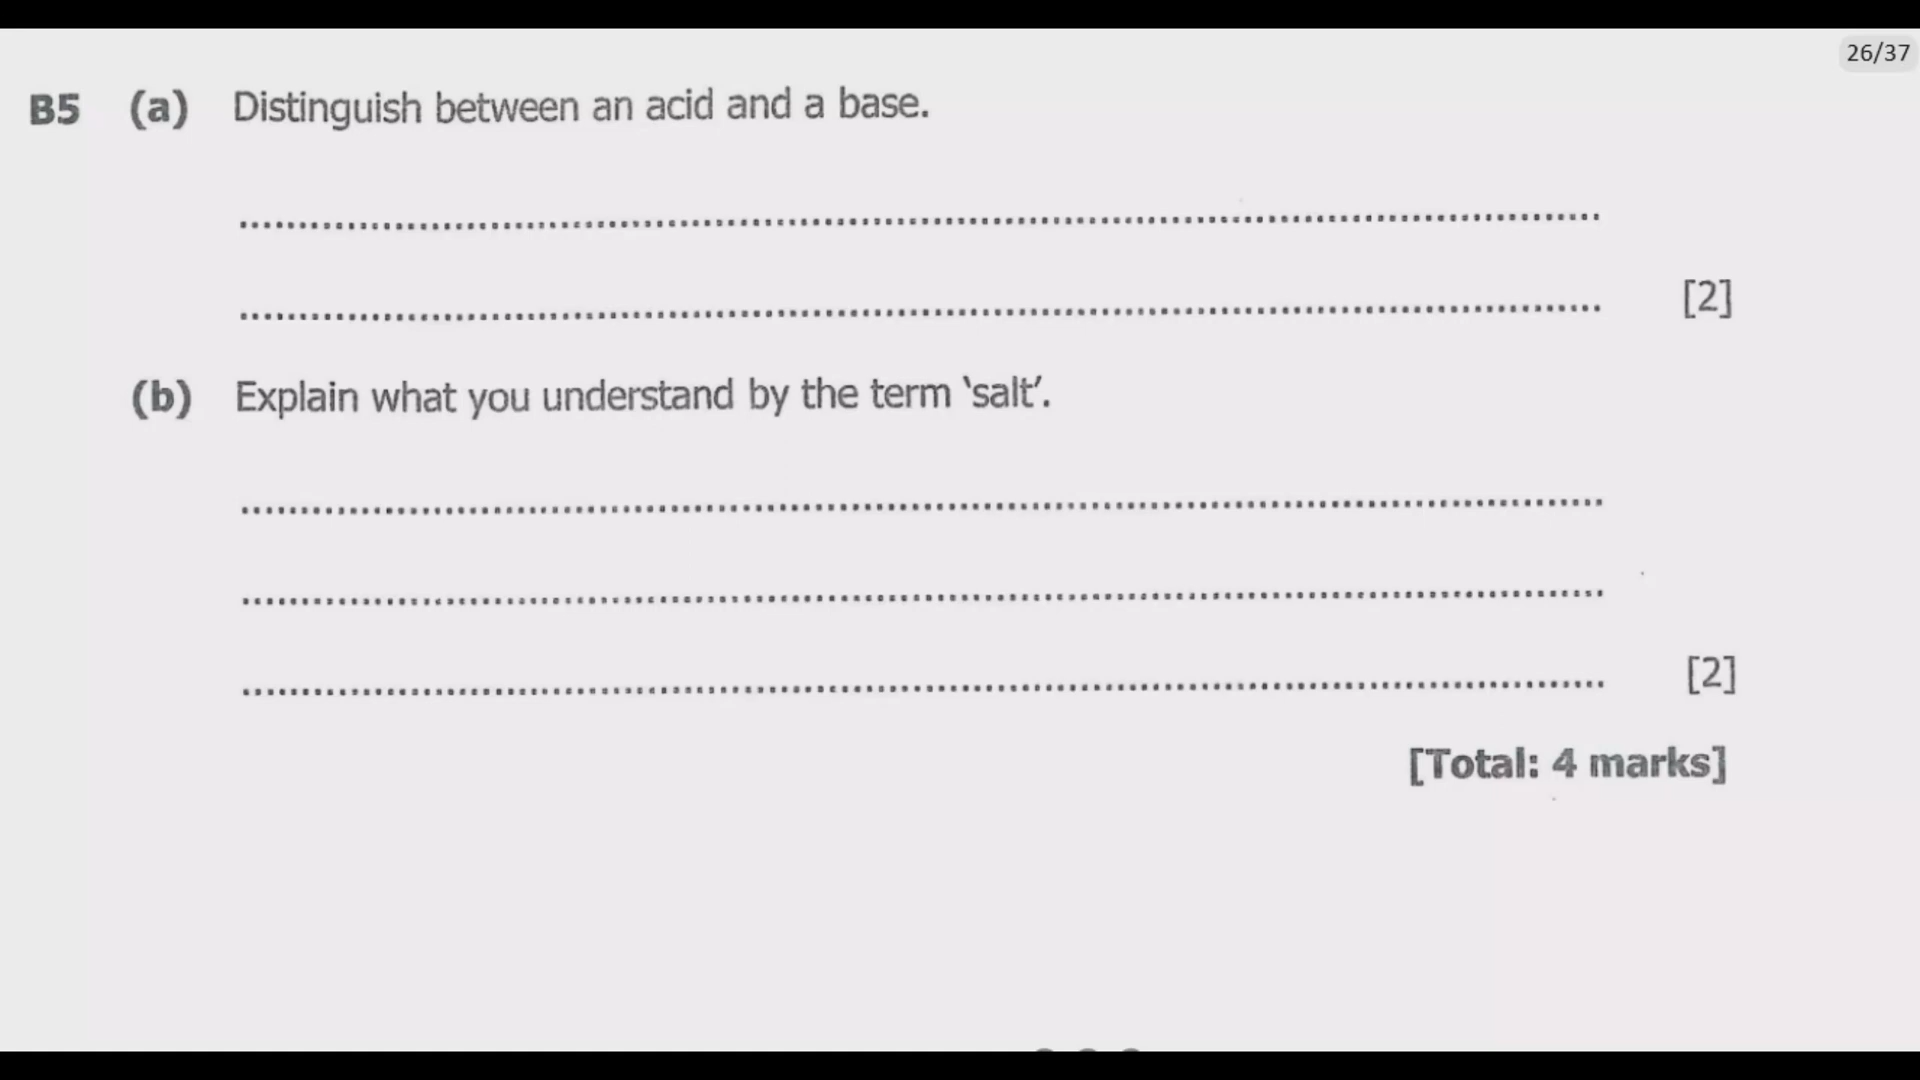 26/37
B5 (a) Distinguish between an acid and a base.
[2]
(b) Explain what you understand by the term ‘salt’.
[2]
[Total: 4 marks]